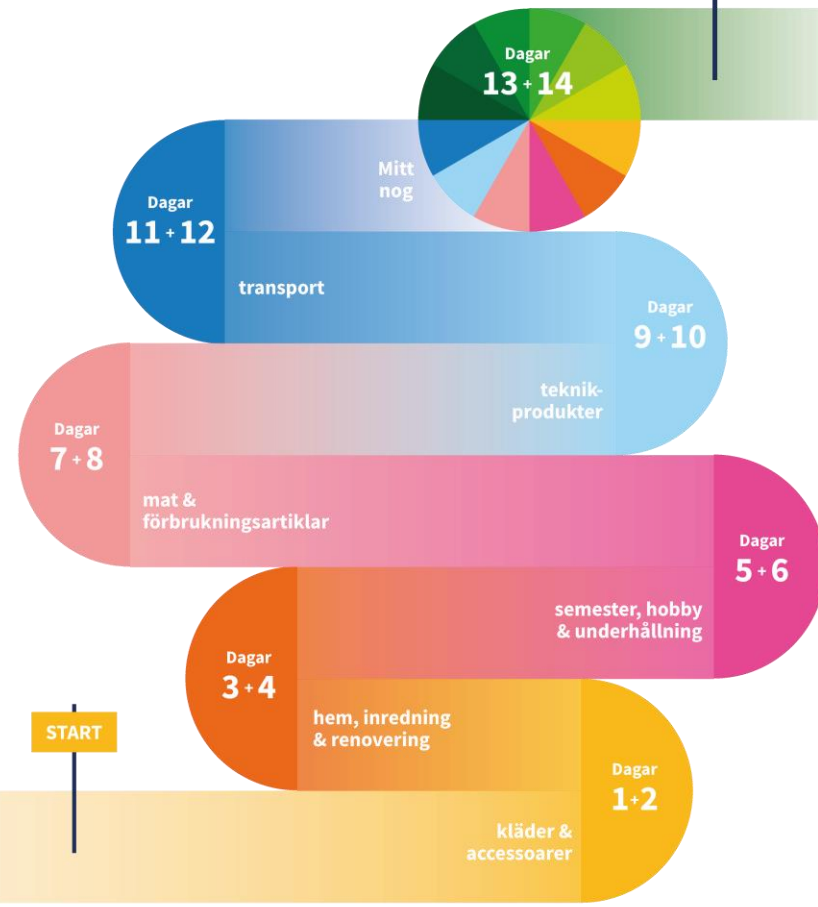 Dagar
13 + 14
Mitt
nog
Dagar
11 + 12
transport
Dagar
9 + 10
teknik-
produkter
Dagar
7 + 8
mat &
förbrukningsartiklar
Dagar
5 + 6
semester, hobby
& underhållning
Dagar
3 + 4
hem, inredning
& renovering
START
Dagar
1+2
kläder &
accessoarer